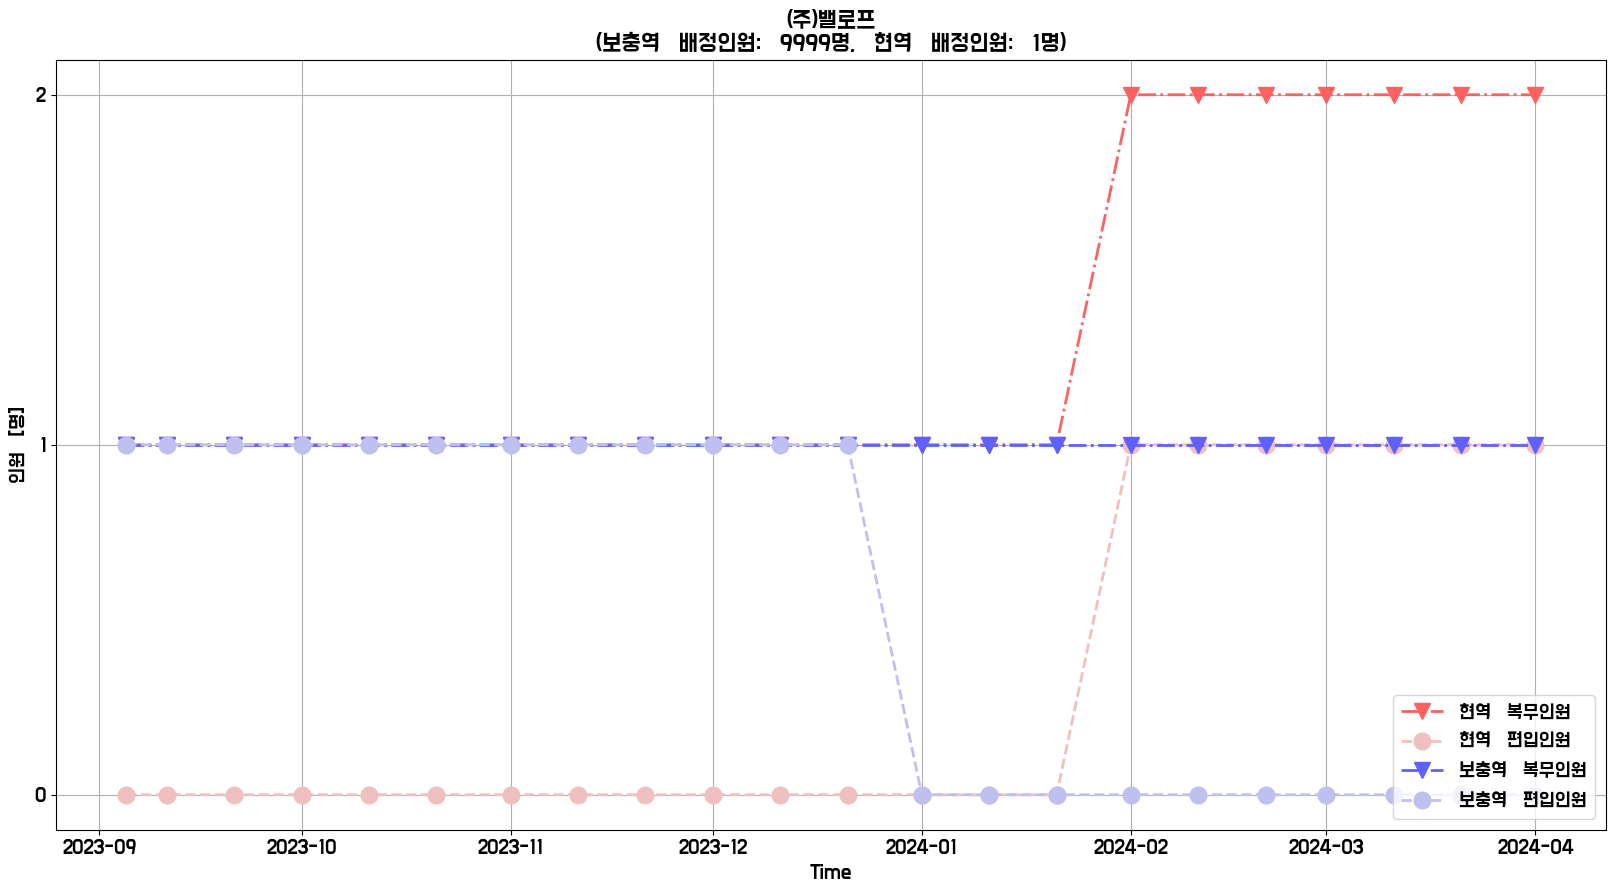 (주)밸로프
(보충역 배정인원: 9999명, 현역 배정인원: 1명)
인원 [명]
2
1
0
2023-09 2023-10 2023-11 2023-12 2024-01 2024-02 2024-03 2024-04
Time
현역 복무인원
현역 편입인원
보충역 복무인원
보충역 편입인원